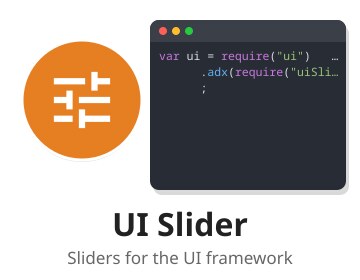 var ui = require("ui") …
.adx(require("uiSli…
;
UI Slider
Sliders for the UI framework